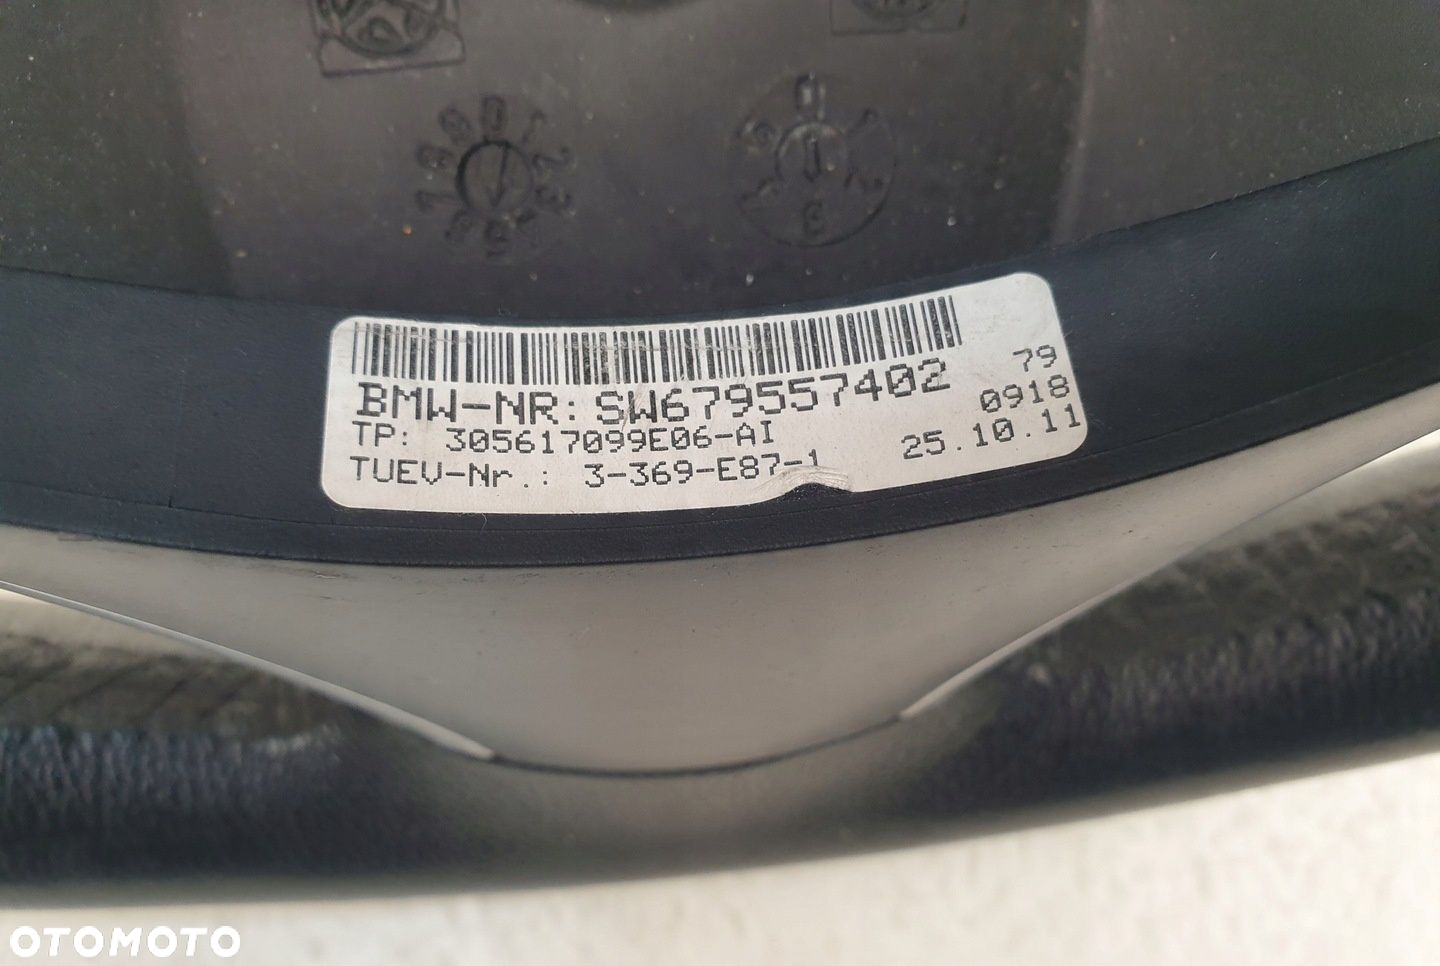 BMW-NR: SW679557402
TP: 305617099E06-AI
TUEV-Nr.: 3-369-E87-1
79
0918
25.10.11
OTOMOTO